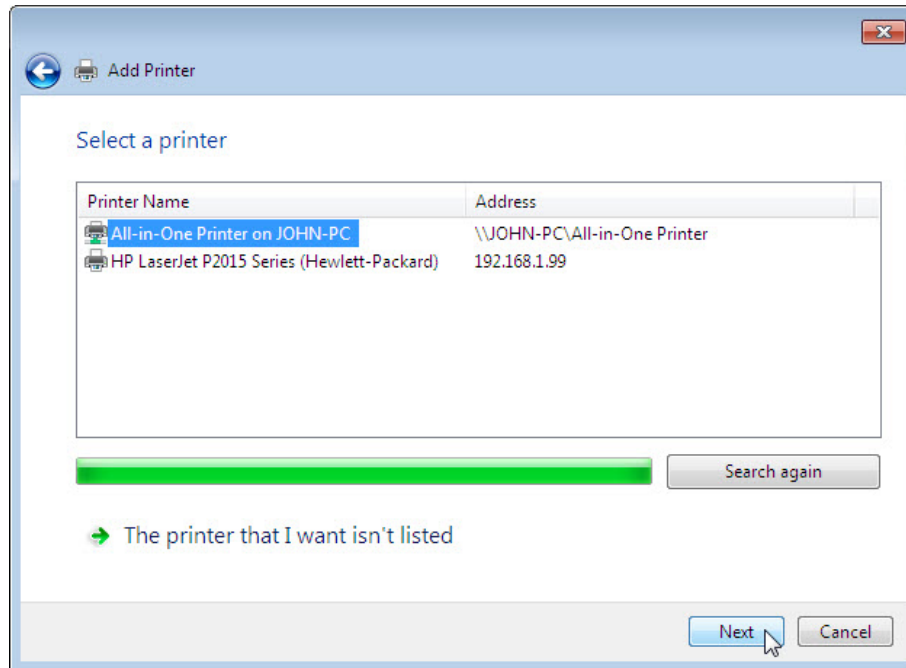 Add Printer
Select a printer
Printer Name Address
All-in-One Printer on JOHN-PC \\JOHN-PC\All-in-One Printer
HP LaserJet P2015 Series (Hewlett-Packard) 192.168.1.99
Search again
The printer that I want isn't listed
Next Cancel